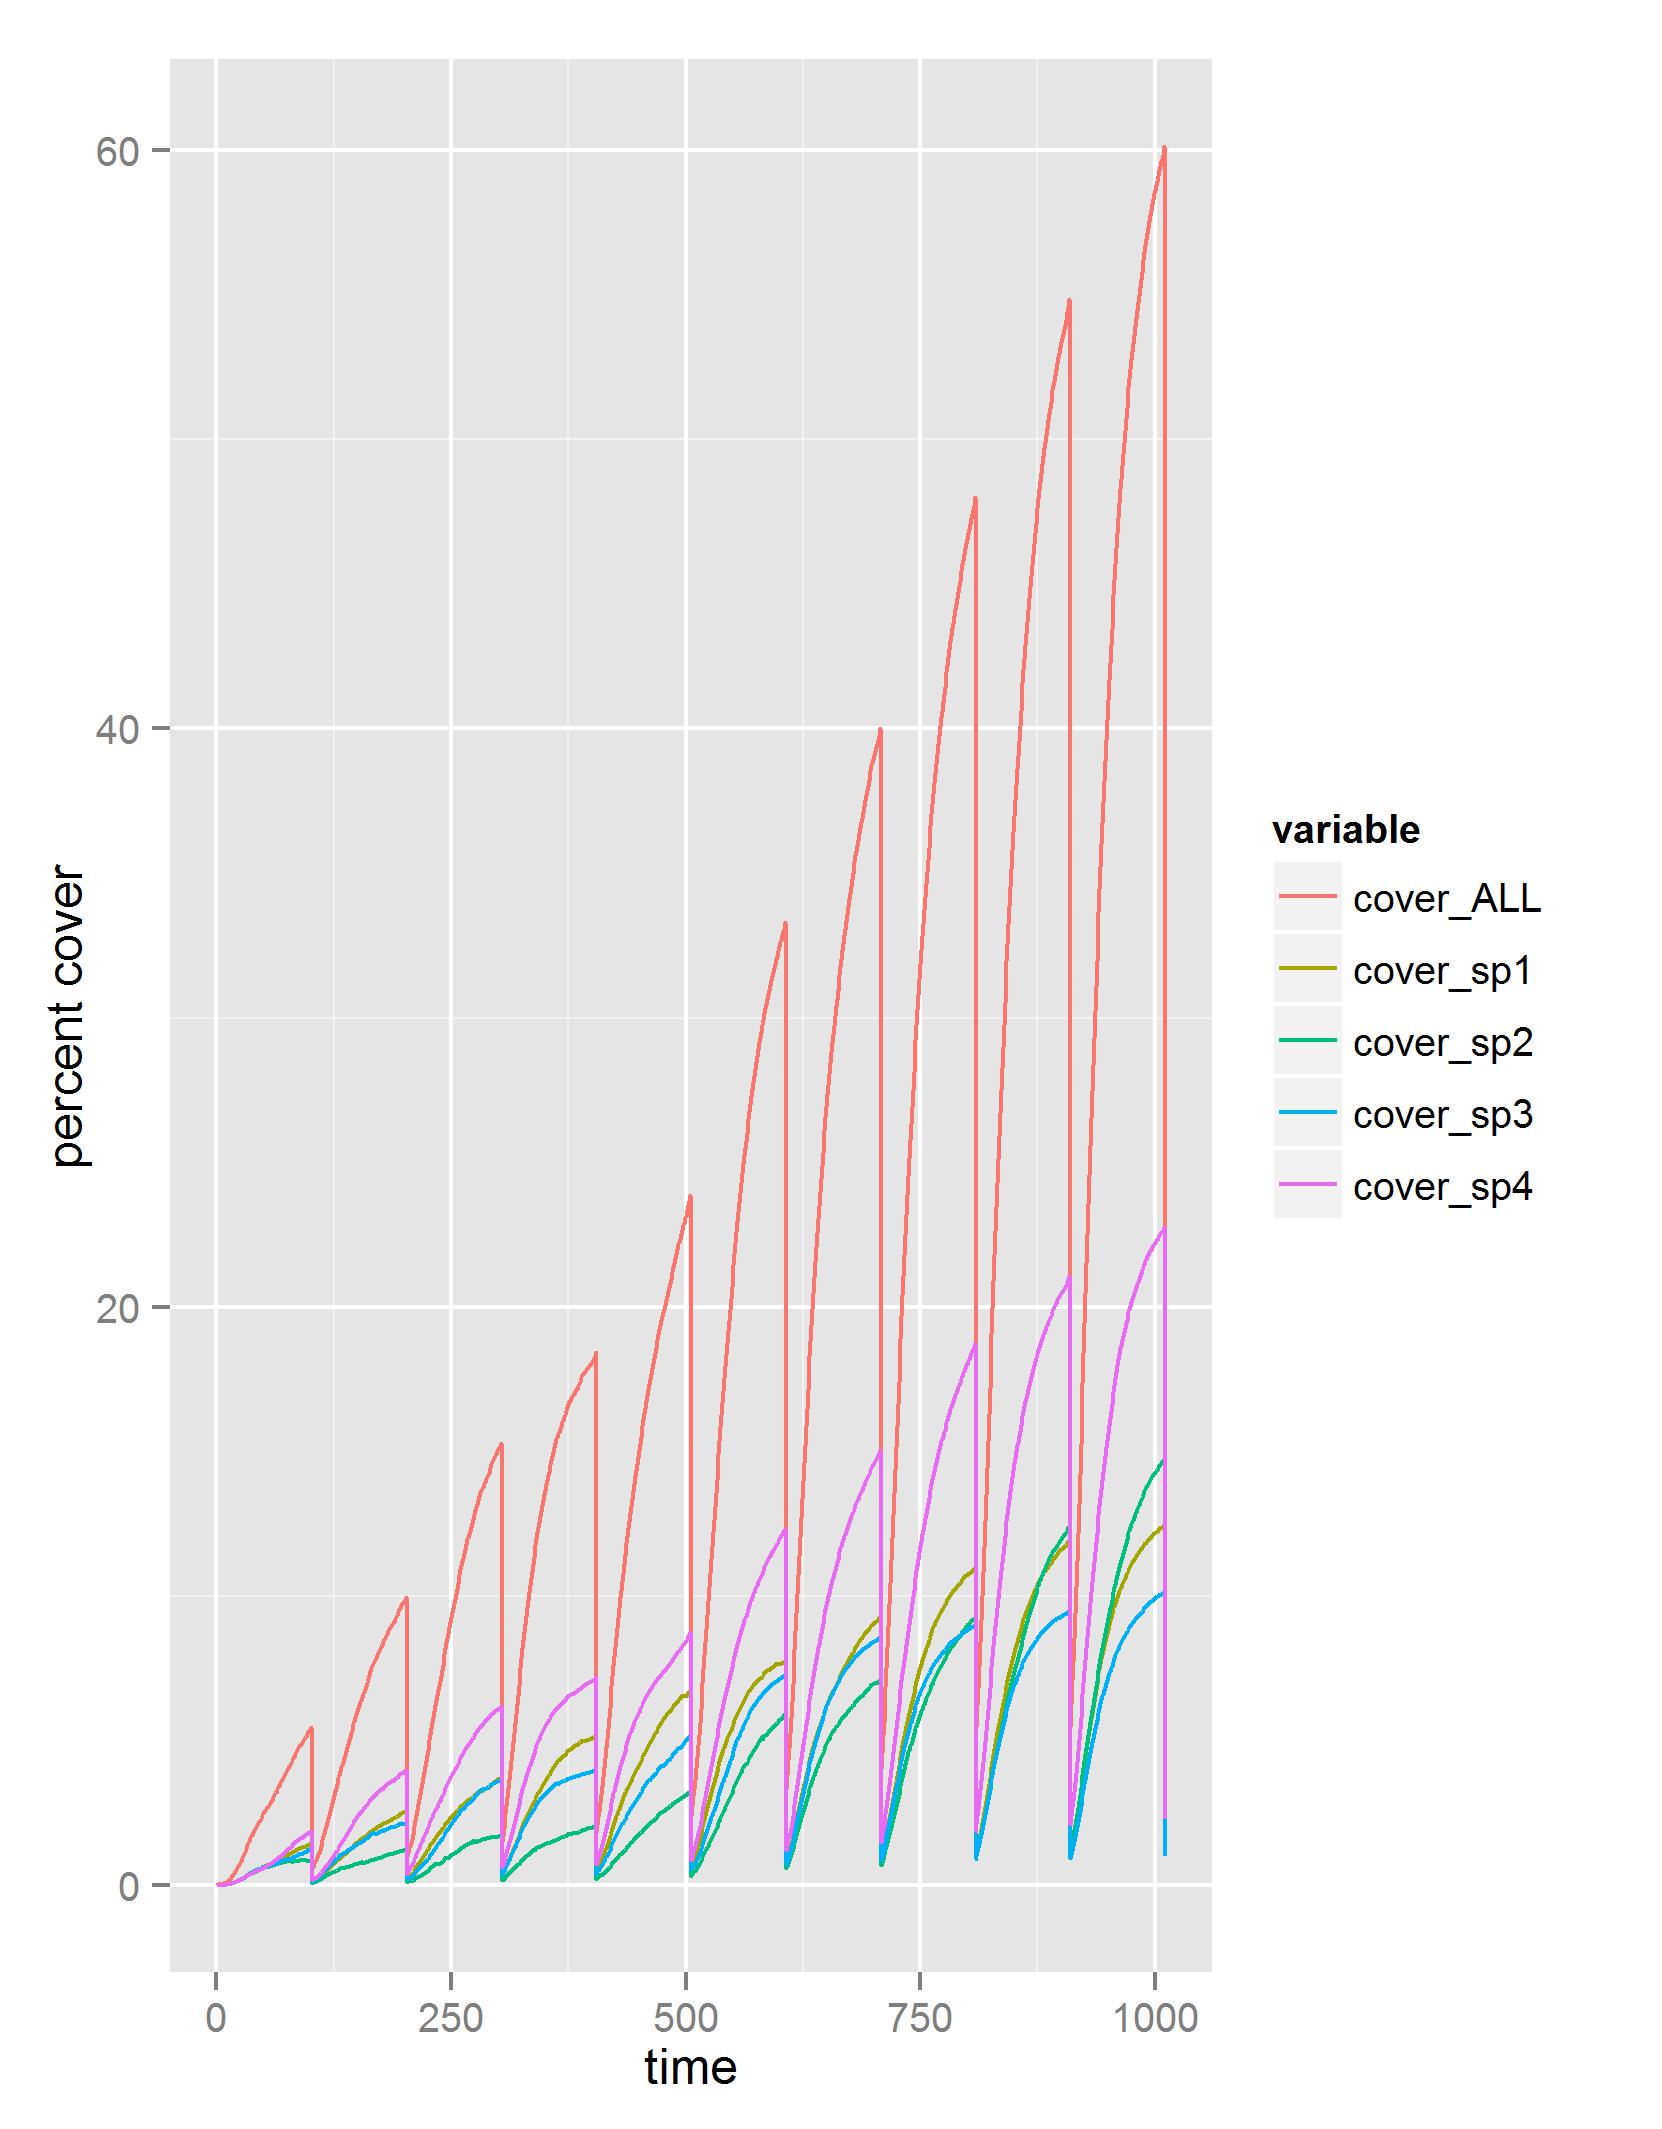 60
40
20
0
percent cover
0 250 500 750 1000
time
variable
cover_ALL
cover_sp1
cover_sp2
cover_sp3
cover_sp4